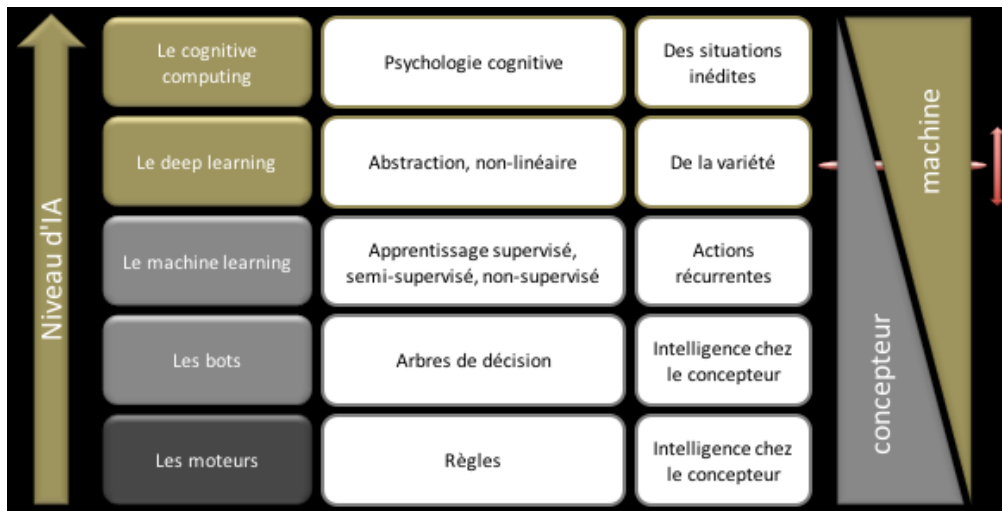 Niveau d'IA
Le cognitive
computing
Psychologie cognitive
Des situations
inédites
Le deep learning
Abstraction, non-linéaire
De la variété
Le machine learning
Apprentissage supervisé,
semi-supervisé, non-supervisé
Actions
récurrentes
Les bots
Arbres de décision
Intelligence chez
le concepteur
Les moteurs
Règles
Intelligence chez
le concepteur
concepteur
machine